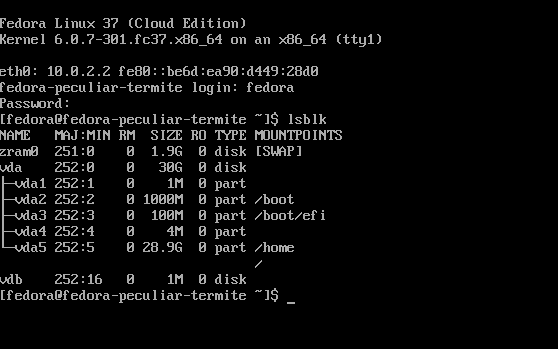 Fedora Linux 37 (Cloud Edition)
Kernel 6.0.7-301.fc37.x86_64 on an x86_64 (tty1)

eth0: 10.0.2.2 fe80::be6d:ea90:d449:28d0
fedora-peculiar-termite login: fedora
Password:
[fedora@fedora-peculiar-termite ~]$ lsblk
NAME   MAJ:MIN RM  SIZE RO TYPE MOUNTPOINTS
zram0  251:0    0  1.9G  0 disk [SWAP]
vda    252:0    0   30G  0 disk
├─vda1 252:1    0    1M  0 part
├─vda2 252:2    0 1000M  0 part /boot
├─vda3 252:3    0  100M  0 part /boot/efi
├─vda4 252:4    0    4M  0 part
└─vda5 252:5    0 28.9G  0 part /home
                                /
vdb    252:16   0    1M  0 disk
[fedora@fedora-peculiar-termite ~]$ _